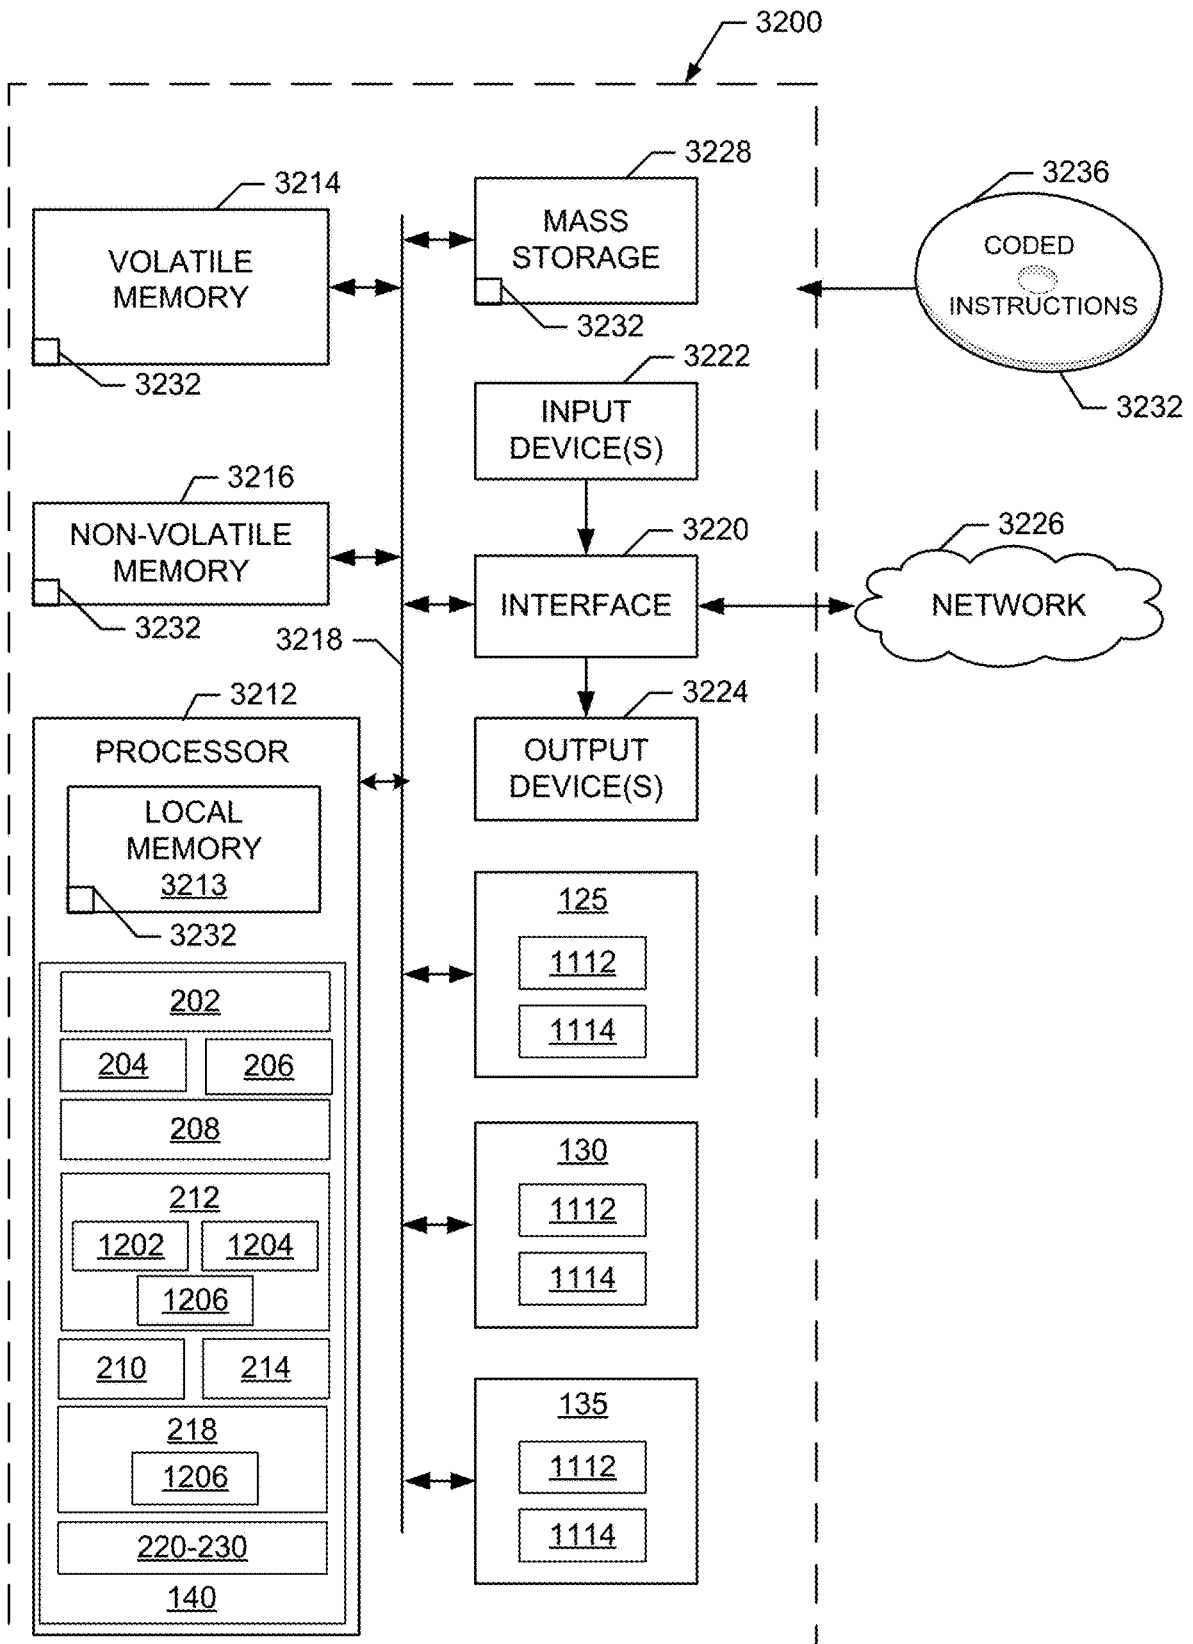 3200
3214
VOLATILE
MEMORY
3232
3228
MASS
STORAGE
3232
3236
CODED
INSTRUCTIONS
3232
3222
INPUT
DEVICE(S)
3216
NON-VOLATILE
MEMORY
3232
3220
INTERFACE
3226
NETWORK
3218
3224
OUTPUT
DEVICE(S)
3212
PROCESSOR
LOCAL
MEMORY
3213
3232
202
204 206
208
212
1202 1204
1206
210 214
218
1206
220-230
140
125
1112
1114
130
1112
1114
135
1112
1114